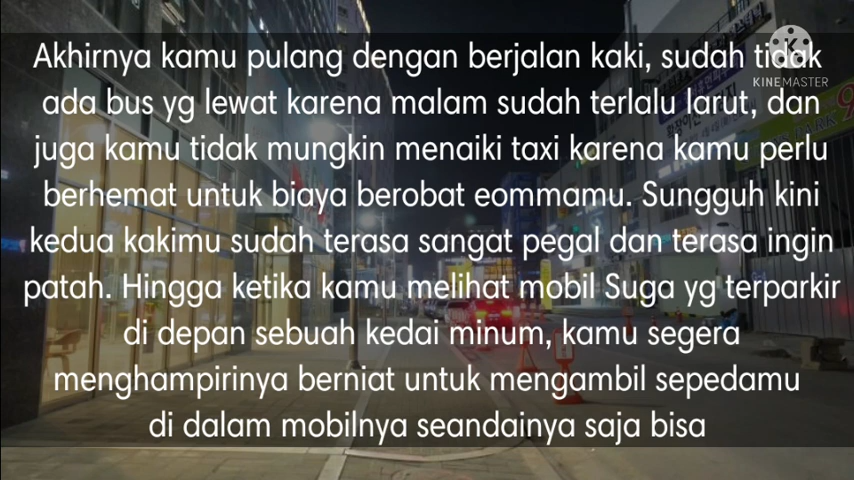 Akhirnya kamu pulang dengan berjalan kaki, sudah tidak
ada bus yg lewat karena malam sudah terlalu larut, dan
juga kamu tidak mungkin menaiki taxi karena kamu perlu
berhemat untuk biaya berobat eommamu. Sungguh kini
kedua kakimu sudah terasa sangat pegal dan terasa ingin
patah. Hingga ketika kamu melihat mobil Suga yg terparkir
di depan sebuah kedai minum, kamu segera
menghampirinya berniat untuk mengambil sepedamu
di dalam mobilnya seandainya saja bisa
KINEMASTER